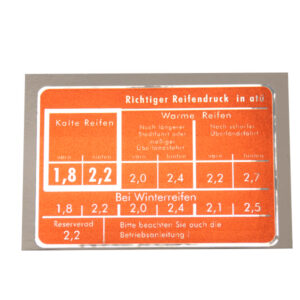 Richtiger Reifendruck in atü
Kalte Reifen
Warme Reifen
Nach längerer Stadtfahrt oder mäßiger Überlandfahrt
Nach scharfer Überlandfahrt
vorn hinten vorn hinten vorn hinten
1,8 2,2 2,0 2,4 2,2 2,7
Bei Winterreifen
1,8 2,2 2,0 2,4 2,1 2,5
Reserverad
2,2
Bitte beachten Sie auch die
Betriebsanleitung !